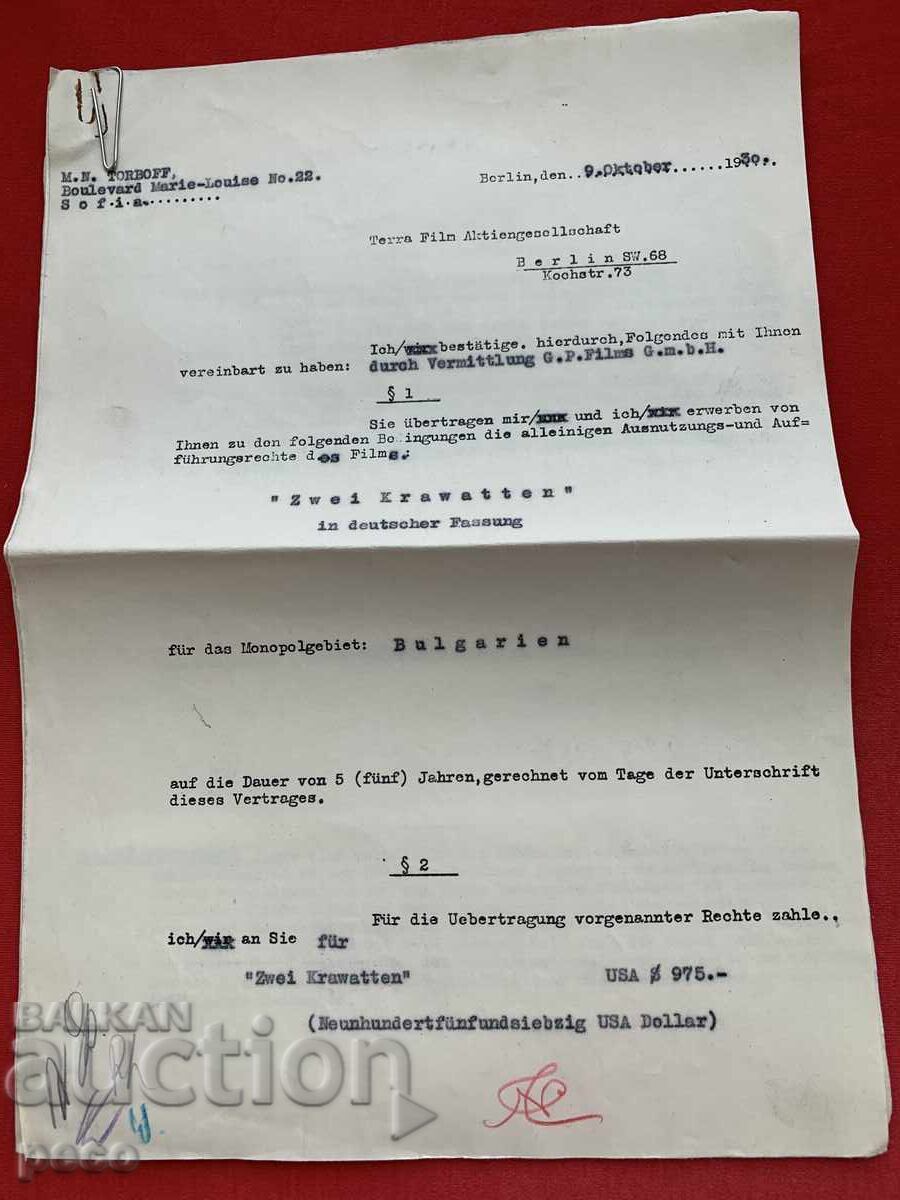 M.N. TORBOFF,
Boulevard Marie-Louise No.22.
S o f.i.a.........
Berlin,den..9.Oktober......1930..
Terra Film Aktiengesellschaft
B e r l i n SW.68
Kochstr.73
Ich/ bestätige. hierdurch,Folgendes mit Ihnen
vereinbart zu haben: durch Vermittlung G.P.Films G.m.b.H.
§ 1
Sie übertragen mir/ und ich/ erwerben von
Ihnen zu den folgenden Bedingungen die alleinigen Ausnutzungs-und Auf=
führungsrechte des Films.:
" Z w e i K r a w a t t e n "
in deutscher Fassung
für das Monopolgebiet: B u l g a r i e n
auf die Dauer von 5 (fünf) Jahren,gerechnet vom Tage der Unterschrift
dieses Vertrages.
§ 2
Für die Uebertragung vorgenannter Rechte zahle..
ich/wir an Sie für
"Zwei Krawatten" USA $ 975.-
(Neunhundertfünfundsiebzig USA Dollar)
BALKAN
auction
peco